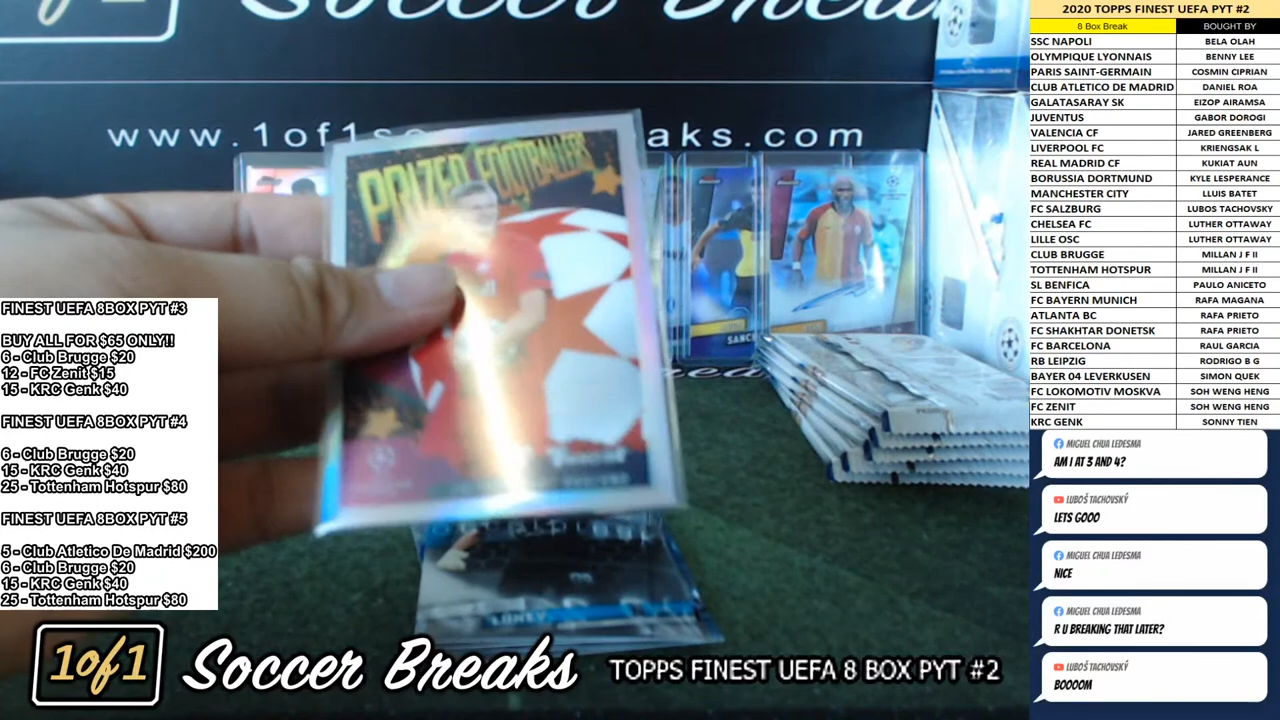 Soccer Breaks
www.1of1soccerbreaks.com
2020 TOPPS FINEST UEFA PYT #2
8 Box Break BOUGHT BY
SSC NAPOLI BELA OLAH
OLYMPIQUE LYONNAIS BENNY LEE
PARIS SAINT-GERMAIN COSMIN CIPRIAN
CLUB ATLETICO DE MADRID DANIEL ROA
GALATASARAY SK EIZOP AIRAMSA
JUVENTUS GABOR DOROGI
VALENCIA CF JARED GREENBERG
LIVERPOOL FC KRIENGSAK L
REAL MADRID CF KUKIAT AUN
BORUSSIA DORTMUND KYLE LESPERANCE
MANCHESTER CITY LLUIS BATET
FC SALZBURG LUBOS TACHOVSKY
CHELSEA FC LUTHER OTTAWAY
LILLE OSC LUTHER OTTAWAY
CLUB BRUGGE MILLAN J F II
TOTTENHAM HOTSPUR MILLAN J F II
SL BENFICA PAULO ANICETO
FC BAYERN MUNICH RAFA MAGANA
ATLANTA BC RAFA PRIETO
FC SHAKHTAR DONETSK RAFA PRIETO
FC BARCELONA RAUL GARCIA
RB LEIPZIG RODRIGO B G
BAYER 04 LEVERKUSEN SIMON QUEK
FC LOKOMOTIV MOSKVA SOH WENG HENG
FC ZENIT SOH WENG HENG
KRC GENK SONNY TIEN
FINEST UEFA 8BOX PYT #3
BUY ALL FOR $65 ONLY!!
6 - Club Brugge $20
12 - FC Zenit $15
15 - KRC Genk $40
FINEST UEFA 8BOX PYT #4
6 - Club Brugge $20
15 - KRC Genk $40
25 - Tottenham Hotspur $80
FINEST UEFA 8BOX PYT #5
5 - Club Atletico De Madrid $200
6 - Club Brugge $20
15 - KRC Genk $40
25 - Tottenham Hotspur $80
MIGUEL CHUA LEDESMA
AM I AT 3 AND 4?
LUBOŠ TACHOVSKÝ
LETS GOOO
MIGUEL CHUA LEDESMA
NICE
MIGUEL CHUA LEDESMA
R U BREAKING THAT LATER?
LUBOŠ TACHOVSKÝ
BOOOOM
1of1 Soccer Breaks TOPPS FINEST UEFA 8 BOX PYT #2